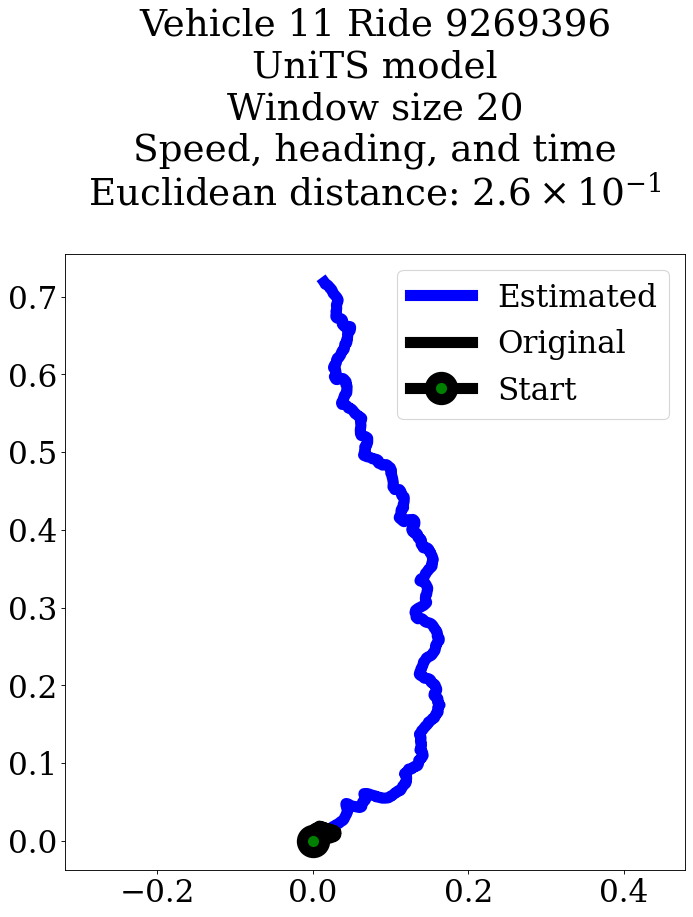 Vehicle 11 Ride 9269396
UniTS model
Window size 20
Speed, heading, and time
Euclidean distance: 2.6 × 10⁻¹
Estimated
Original
Start
0.7
0.6
0.5
0.4
0.3
0.2
0.1
0.0
−0.2 0.0 0.2 0.4